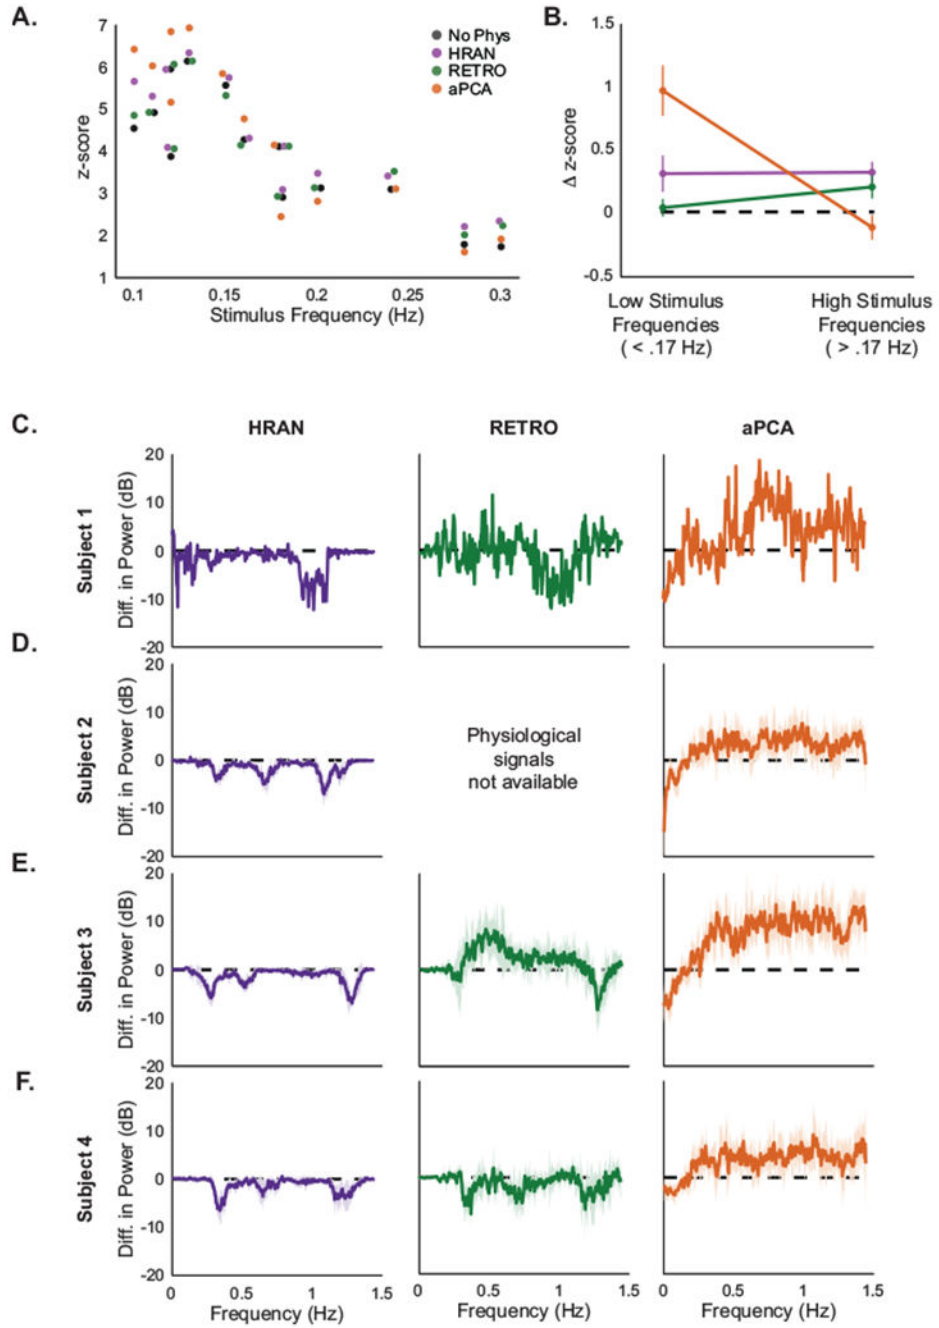 A.
7
6
5
4
3
2
1
z-score
0.1
0.15
0.2
0.25
0.3
Stimulus Frequency (Hz)
No Phys
HRAN
RETRO
aPCA
B.
1.5
1
0.5
0
-0.5
Δ z-score
Low Stimulus
Frequencies
( < .17 Hz)
High Stimulus
Frequencies
( > .17 Hz)
C.
HRAN
RETRO
aPCA
Subject 1
Diff. in Power (dB)
20
10
0
-10
-20
D.
Subject 2
Diff. in Power (dB)
20
10
0
-10
-20
Physiological
signals
not available
E.
Subject 3
Diff. in Power (dB)
20
10
0
-10
-20
F.
Subject 4
Diff. in Power (dB)
20
10
0
-10
-20
0
0.5
1
1.5
Frequency (Hz)
0
0.5
1
1.5
Frequency (Hz)
0
0.5
1
1.5
Frequency (Hz)